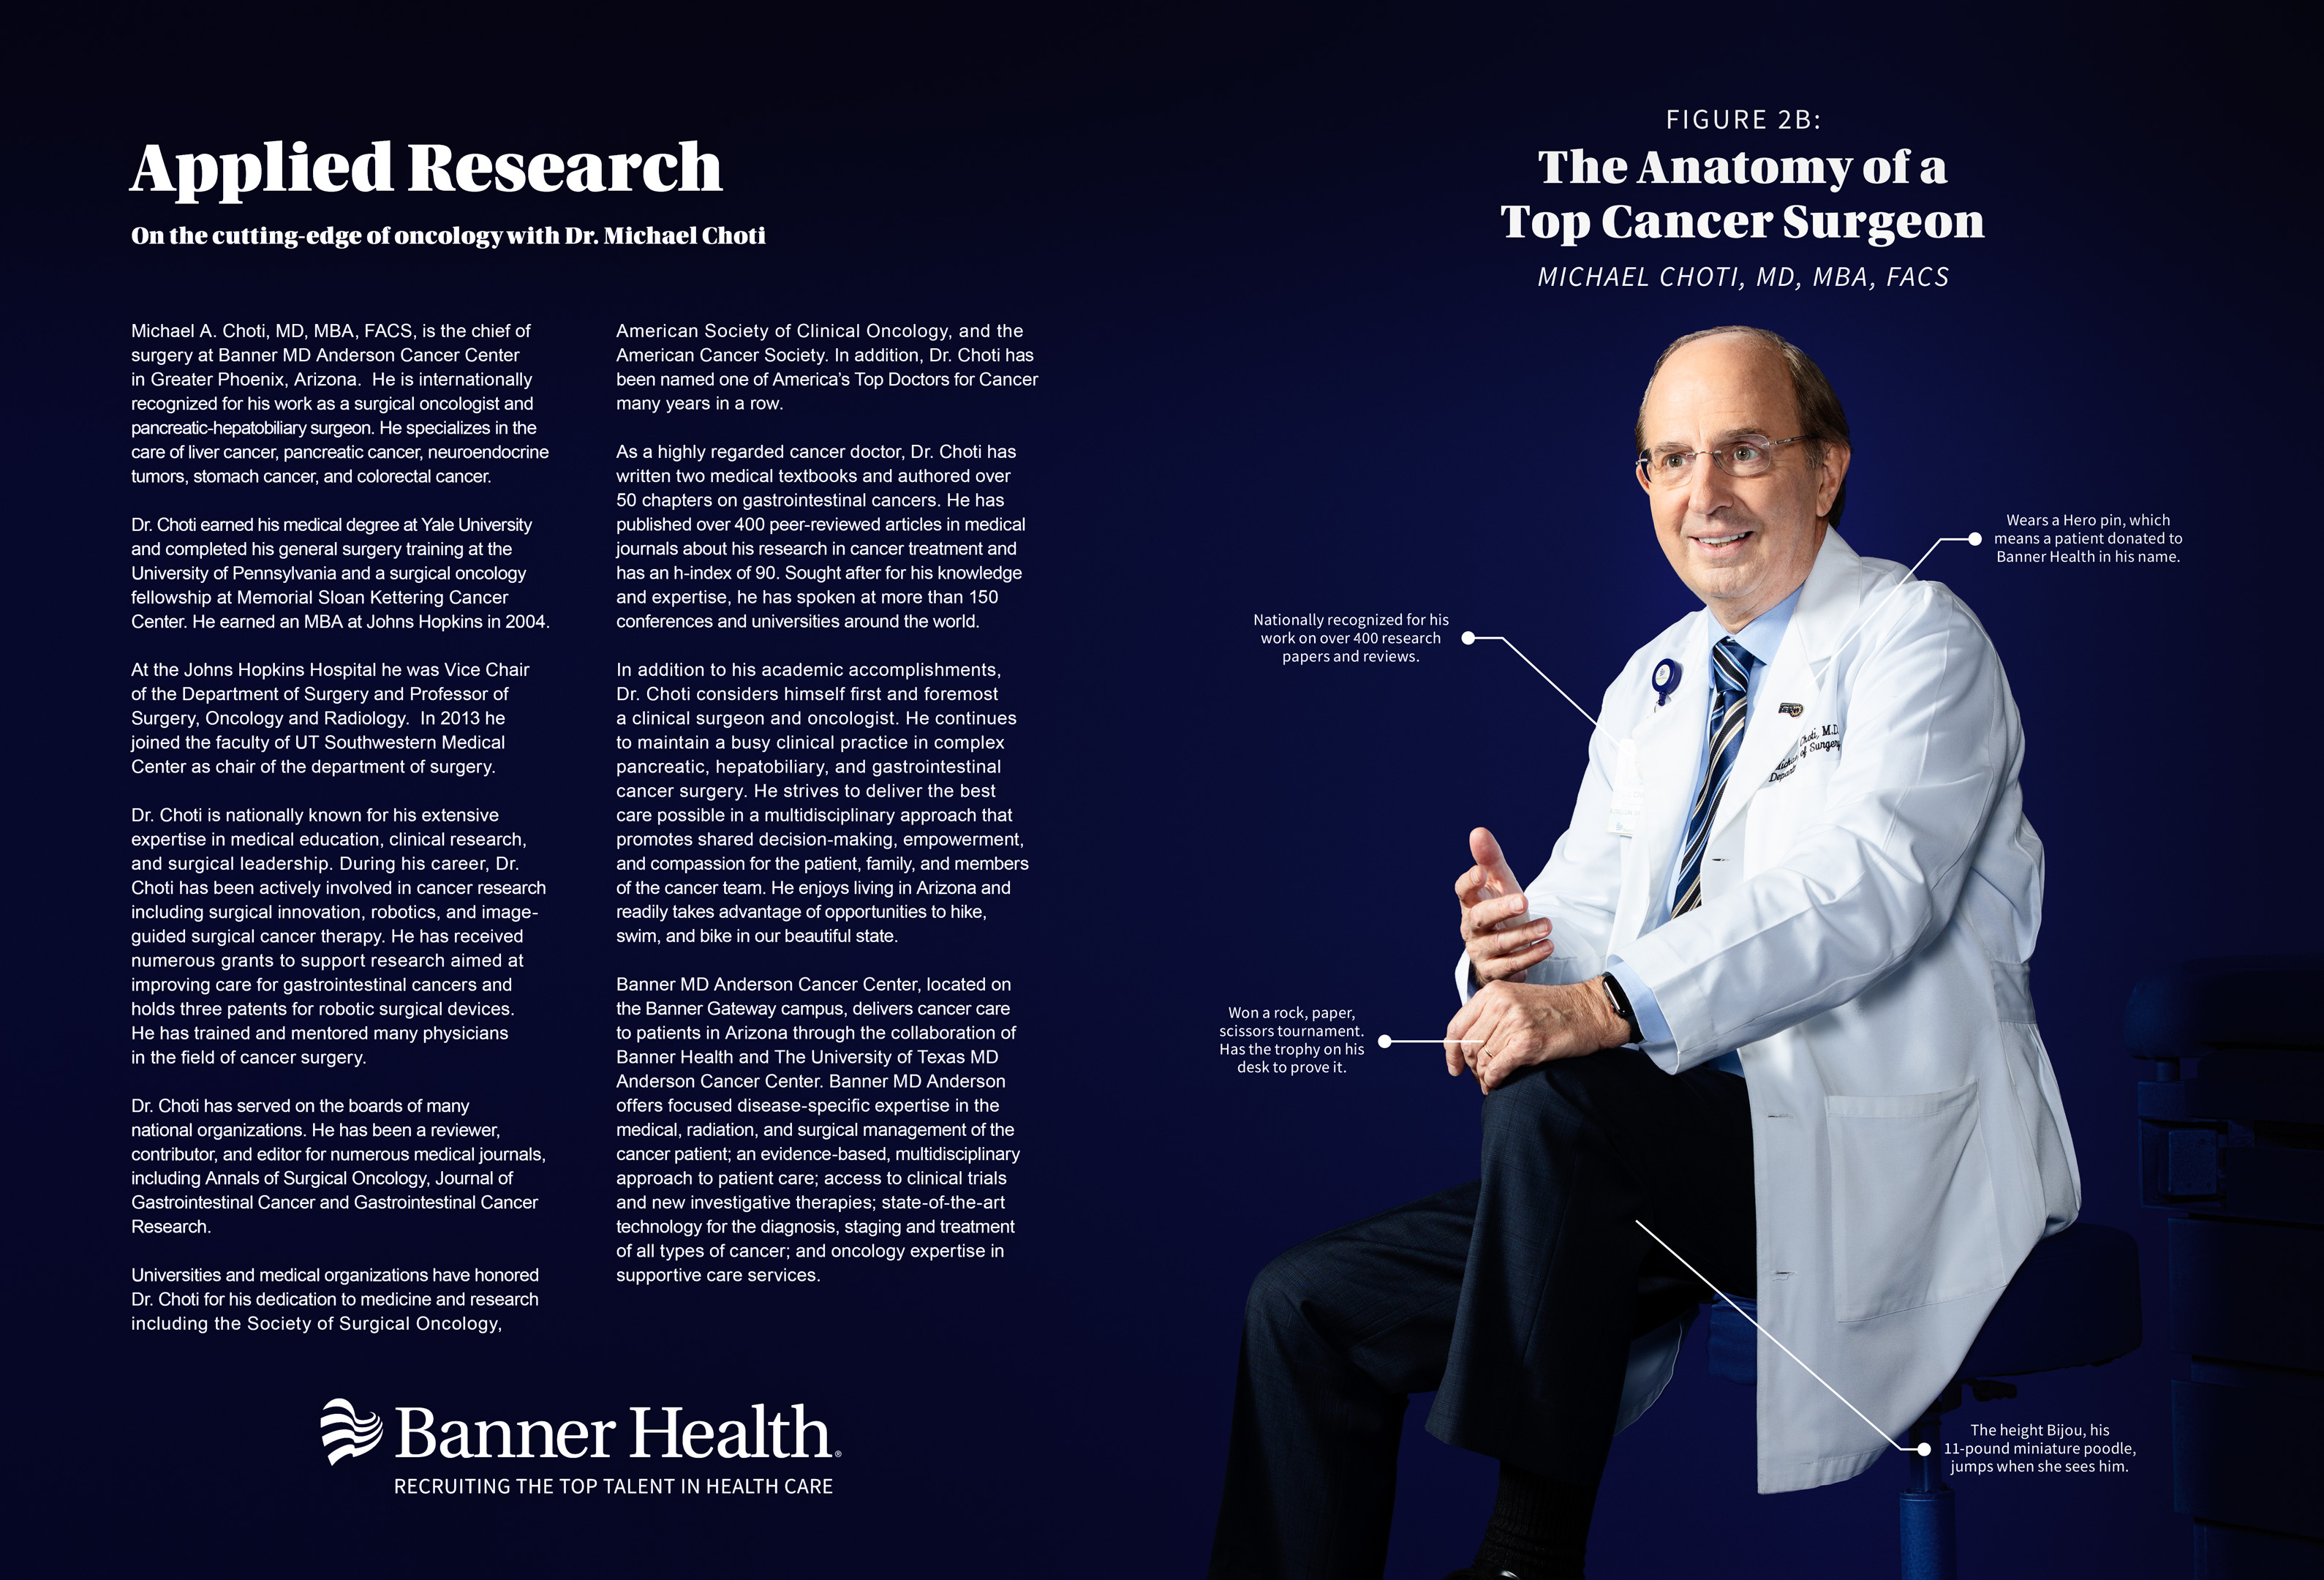 Applied Research
On the cutting-edge of oncology with Dr. Michael Choti
Michael A. Choti, MD, MBA, FACS, is the chief of
surgery at Banner MD Anderson Cancer Center
in Greater Phoenix, Arizona.  He is internationally
recognized for his work as a surgical oncologist and
pancreatic-hepatobiliary surgeon. He specializes in the
care of liver cancer, pancreatic cancer, neuroendocrine
tumors, stomach cancer, and colorectal cancer.
Dr. Choti earned his medical degree at Yale University
and completed his general surgery training at the
University of Pennsylvania and a surgical oncology
fellowship at Memorial Sloan Kettering Cancer
Center. He earned an MBA at Johns Hopkins in 2004.
At the Johns Hopkins Hospital he was Vice Chair
of the Department of Surgery and Professor of
Surgery, Oncology and Radiology.  In 2013 he
joined the faculty of UT Southwestern Medical
Center as chair of the department of surgery.
Dr. Choti is nationally known for his extensive
expertise in medical education, clinical research,
and surgical leadership. During his career, Dr.
Choti has been actively involved in cancer research
including surgical innovation, robotics, and image-
guided surgical cancer therapy. He has received
numerous grants to support research aimed at
improving care for gastrointestinal cancers and
holds three patents for robotic surgical devices.
He has trained and mentored many physicians
in the field of cancer surgery.
Dr. Choti has served on the boards of many
national organizations. He has been a reviewer,
contributor, and editor for numerous medical journals,
including Annals of Surgical Oncology, Journal of
Gastrointestinal Cancer and Gastrointestinal Cancer
Research.
Universities and medical organizations have honored
Dr. Choti for his dedication to medicine and research
including the Society of Surgical Oncology,
American Society of Clinical Oncology, and the
American Cancer Society. In addition, Dr. Choti has
been named one of America's Top Doctors for Cancer
many years in a row.
As a highly regarded cancer doctor, Dr. Choti has
written two medical textbooks and authored over
50 chapters on gastrointestinal cancers. He has
published over 400 peer-reviewed articles in medical
journals about his research in cancer treatment and
has an h-index of 90. Sought after for his knowledge
and expertise, he has spoken at more than 150
conferences and universities around the world.
In addition to his academic accomplishments,
Dr. Choti considers himself first and foremost
a clinical surgeon and oncologist. He continues
to maintain a busy clinical practice in complex
pancreatic, hepatobiliary, and gastrointestinal
cancer surgery. He strives to deliver the best
care possible in a multidisciplinary approach that
promotes shared decision-making, empowerment,
and compassion for the patient, family, and members
of the cancer team. He enjoys living in Arizona and
readily takes advantage of opportunities to hike,
swim, and bike in our beautiful state.
Banner MD Anderson Cancer Center, located on
the Banner Gateway campus, delivers cancer care
to patients in Arizona through the collaboration of
Banner Health and The University of Texas MD
Anderson Cancer Center. Banner MD Anderson
offers focused disease-specific expertise in the
medical, radiation, and surgical management of the
cancer patient; an evidence-based, multidisciplinary
approach to patient care; access to clinical trials
and new investigative therapies; state-of-the-art
technology for the diagnosis, staging and treatment
of all types of cancer; and oncology expertise in
supportive care services.
Banner Health®
RECRUITING THE TOP TALENT IN HEALTH CARE
FIGURE 2B:
The Anatomy of a
Top Cancer Surgeon
MICHAEL CHOTI, MD, MBA, FACS
Wears a Hero pin, which
means a patient donated to
Banner Health in his name.
Nationally recognized for his
work on over 400 research
papers and reviews.
Choti, M.D.
of Surgery
Won a rock, paper,
scissors tournament.
Has the trophy on his
desk to prove it.
The height Bijou, his
11-pound miniature poodle,
jumps when she sees him.